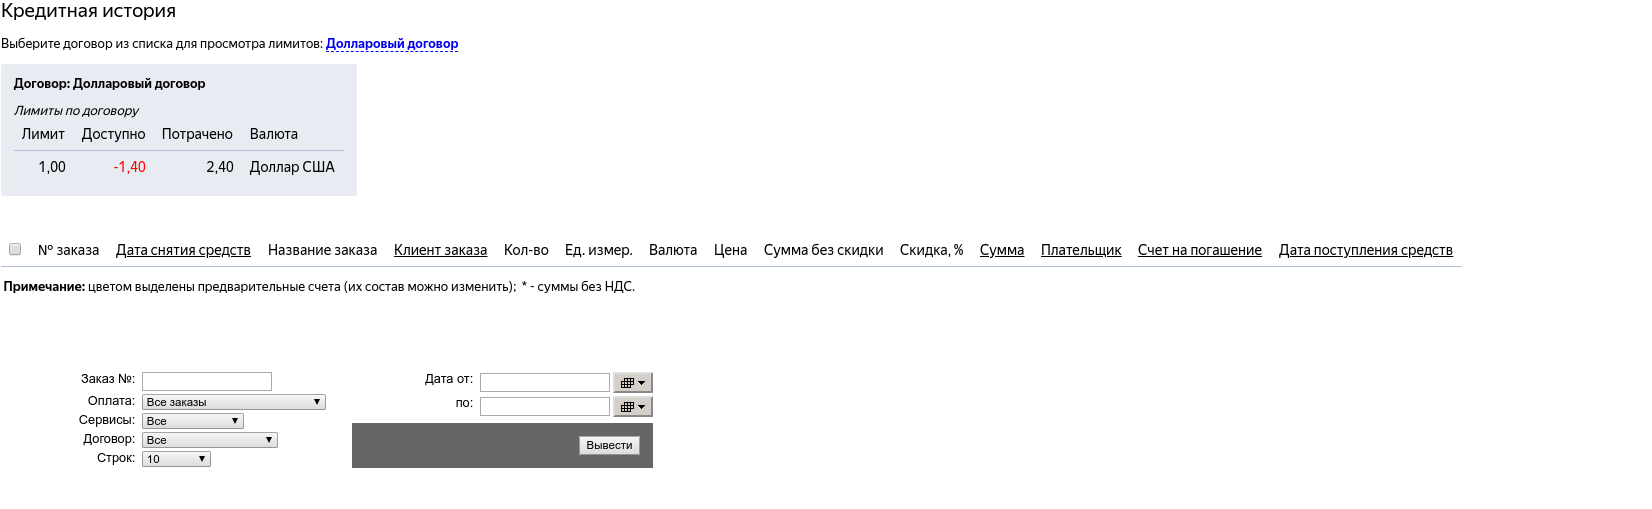 Кредитная история
Выберите договор из списка для просмотра лимитов: Долларовый договор
Договор: Долларовый договор
Лимиты по договору
Лимит Доступно Потрачено Валюта
1,00 -1,40 2,40 Доллар США
№ заказа Дата снятия средств Название заказа Клиент заказа Кол-во Ед. измер. Валюта Цена Сумма без скидки Скидка, % Сумма Плательщик Счет на погашение Дата поступления средств
Примечание: цветом выделены предварительные счета (их состав можно изменить); * - суммы без НДС.
Заказ №:
Оплата: Все заказы
Сервисы: Все
Договор: Все
Строк: 10
Дата от:
по:
Вывести